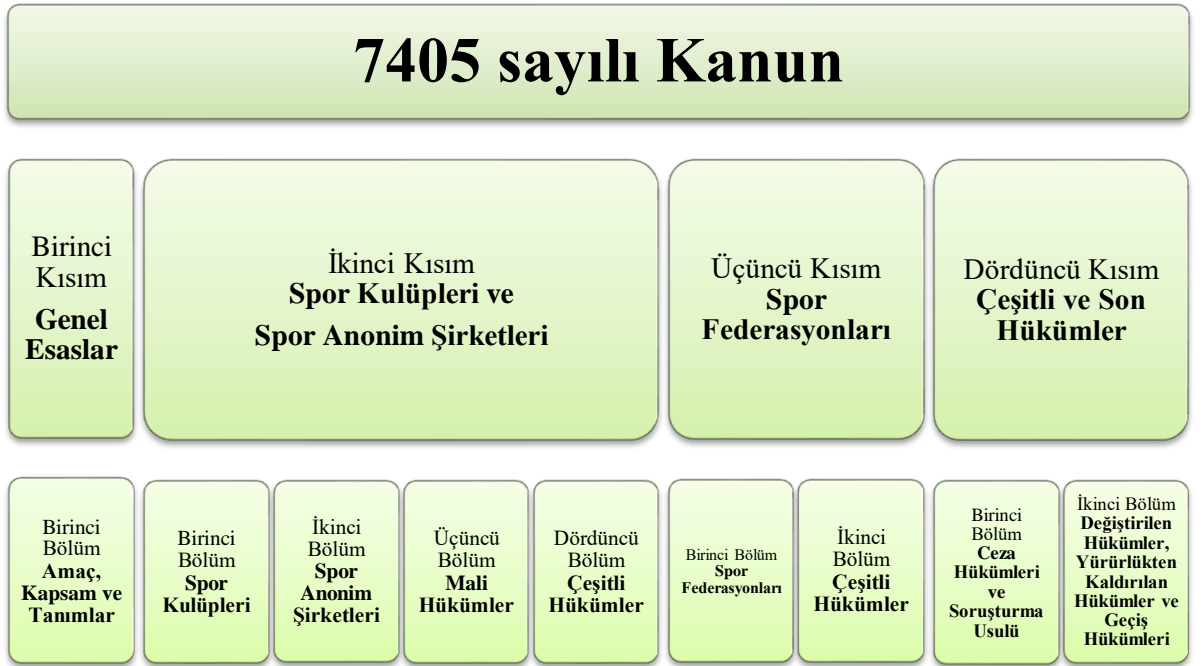 7405 sayılı Kanun
Birinci
Kısım
Genel
Esaslar
İkinci Kısım
Spor Kulüpleri ve
Spor Anonim Şirketleri
Üçüncü Kısım
Spor
Federasyonları
Dördüncü Kısım
Çeşitli ve Son
Hükümler
Birinci
Bölüm
Amaç,
Kapsam ve
Tanımlar
Birinci
Bölüm
Spor
Kulüpleri
İkinci
Bölüm
Spor
Anonim
Şirketleri
Üçüncü
Bölüm
Mali
Hükümler
Dördüncü
Bölüm
Çeşitli
Hükümler
Birinci Bölüm
Spor
Federasyonları
İkinci
Bölüm
Çeşitli
Hükümler
Birinci
Bölüm
Ceza
Hükümleri
ve
Soruşturma
Usulü
İkinci Bölüm
Değiştirilen
Hükümler,
Yürürlükten
Kaldırılan
Hükümler ve
Geçiş
Hükümleri